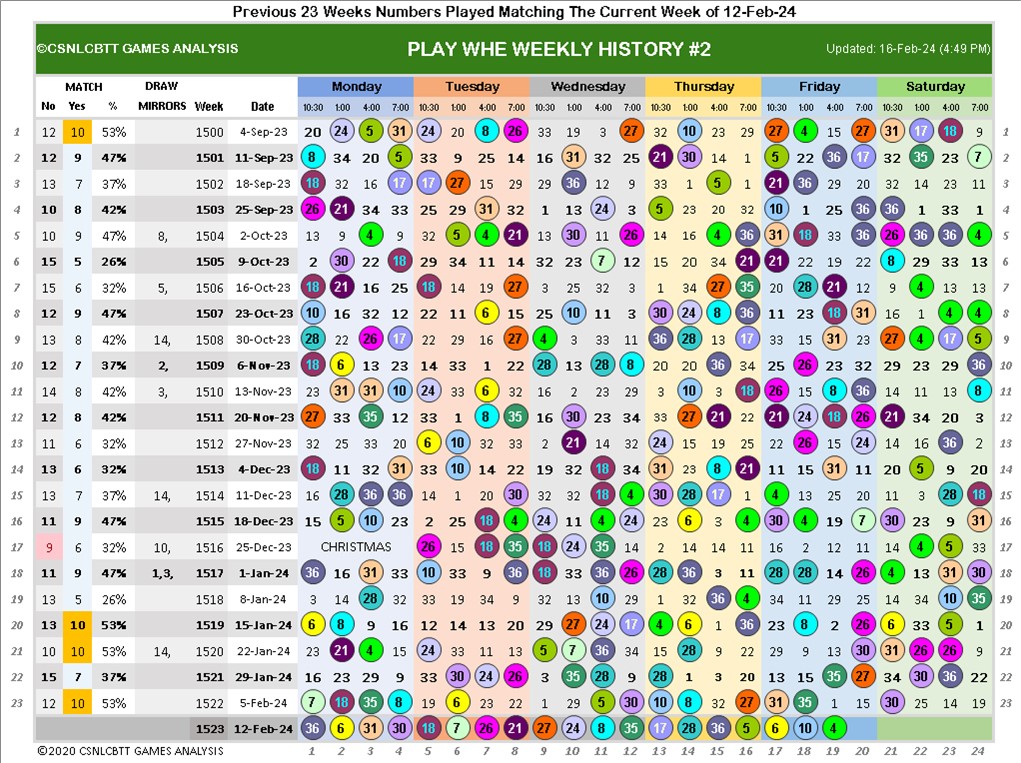 Previous 23 Weeks Numbers Played Matching The Current Week of 12-Feb-24
©CSNLCBTT GAMES ANALYSIS PLAY WHE WEEKLY HISTORY #2 Updated: 16-Feb-24 (4:49 PM)
MATCH DRAW Monday Tuesday Wednesday Thursday Friday Saturday
No Yes % MIRRORS Week Date 10:30 1:00 4:00 7:00 10:30 1:00 4:00 7:00 10:30 1:00 4:00 7:00 10:30 1:00 4:00 7:00 10:30 1:00 4:00 7:00 10:30 1:00 4:00 7:00
1 12 10 53% 1500 4-Sep-23 20 24 5 31 24 20 8 26 33 19 3 27 32 10 23 29 27 4 15 27 31 17 18 9 1
2 12 9 47% 1501 11-Sep-23 8 34 20 5 33 9 25 14 16 31 32 25 21 30 14 1 5 22 36 17 32 35 23 7 2
3 13 7 37% 1502 18-Sep-23 18 32 16 17 17 27 15 29 29 36 12 9 33 1 5 1 21 36 29 20 32 14 23 11 3
4 10 8 42% 1503 25-Sep-23 26 21 34 33 25 29 31 32 1 13 24 3 5 23 20 32 10 1 25 36 36 1 33 1 4
5 10 9 47% 8, 1504 2-Oct-23 13 9 4 9 32 6 4 21 13 30 11 26 14 16 4 36 31 18 33 36 26 36 36 4 5
6 15 5 26% 1505 9-Oct-23 2 30 22 18 29 34 11 14 32 23 7 12 15 20 34 21 21 22 19 22 8 29 33 13 6
7 15 6 32% 5, 1506 16-Oct-23 18 21 16 25 18 14 19 27 3 25 32 3 1 34 27 35 20 28 21 12 9 4 13 13 7
8 12 9 47% 1507 23-Oct-23 10 16 32 12 22 11 6 15 25 10 11 3 30 24 8 36 11 23 18 31 16 1 4 4 8
9 13 8 42% 14, 1508 30-Oct-23 28 22 26 17 22 29 16 27 4 3 33 11 36 28 13 17 33 15 31 23 27 4 17 5 9
10 12 7 37% 2, 1509 6-Nov-23 18 6 13 23 14 33 1 22 28 13 28 8 20 20 36 34 25 26 23 32 29 23 29 36 10
11 14 8 42% 3, 1510 13-Nov-23 23 31 31 10 24 33 6 22 16 2 23 29 3 10 3 18 26 15 8 36 11 3 14 8 11
12 12 8 42% 1511 20-Nov-23 27 33 35 12 33 1 8 35 16 30 23 34 33 27 21 22 21 24 18 26 21 34 20 3 12
13 11 6 32% 1512 27-Nov-23 32 25 33 20 6 10 32 33 2 21 14 32 24 15 19 25 22 26 15 24 14 16 36 2 13
14 13 6 32% 1513 4-Dec-23 18 11 32 31 33 10 14 22 19 32 18 34 31 23 8 21 11 15 31 11 20 5 9 20 14
15 13 7 37% 14, 1514 11-Dec-23 16 28 36 36 14 1 20 30 32 32 18 4 30 28 17 1 4 13 25 15 11 3 28 18 15
16 11 9 47% 1515 18-Dec-23 15 5 10 23 2 25 18 4 24 11 4 24 23 6 3 4 30 4 19 7 30 23 9 31 16
17 9 6 32% 10, 1516 25-Dec-23 CHRISTMAS 26 15 18 35 18 24 35 14 2 14 14 11 16 2 12 11 22 4 5 33 17
18 11 9 47% 1,3, 1517 1-Jan-24 36 16 31 33 10 33 9 36 18 33 36 26 28 36 3 11 28 28 14 26 4 13 31 30 18
19 13 5 26% 1518 8-Jan-24 3 14 28 32 33 19 34 9 32 13 10 29 1 15 36 4 34 11 29 25 14 29 10 35 19
20 13 10 53% 1519 15-Jan-24 6 8 9 16 12 14 13 20 29 27 24 17 4 6 1 36 23 8 2 26 6 33 5 1 20
21 10 10 53% 14, 1520 22-Jan-24 23 21 4 15 24 33 11 13 5 7 36 34 15 28 9 22 29 19 9 30 31 26 26 9 21
22 15 7 37% 1521 29-Jan-24 16 23 29 9 33 30 24 26 3 35 28 9 28 1 3 20 13 15 35 27 34 30 36 22 22
23 12 10 53% 1522 5-Feb-24 7 18 35 8 33 6 22 23 1 29 5 30 10 8 32 27 31 35 1 15 30 25 14 19 23
1523 12-Feb-24 36 6 31 30 18 7 26 21 27 24 8 35 17 28 36 5 6 10 4
©2020 CSNLCBTT GAMES ANALYSIS 1 2 3 4 5 6 7 8 9 10 11 12 13 14 15 16 17 18 19 20 21 22 23 24